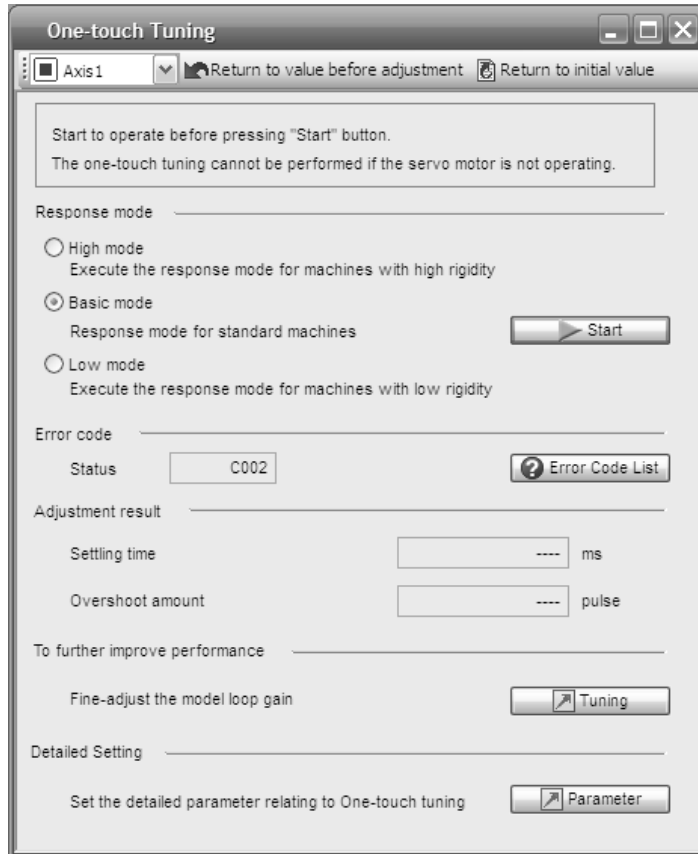 One-touch Tuning
Axis1 Return to value before adjustment Return to initial value
Start to operate before pressing "Start" button.
The one-touch tuning cannot be performed if the servo motor is not operating.
Response mode
High mode
Execute the response mode for machines with high rigidity
Basic mode
Response mode for standard machines Start
Low mode
Execute the response mode for machines with low rigidity
Error code
Status C002 Error Code List
Adjustment result
Settling time ---- ms
Overshoot amount ---- pulse
To further improve performance
Fine-adjust the model loop gain Tuning
Detailed Setting
Set the detailed parameter relating to One-touch tuning Parameter